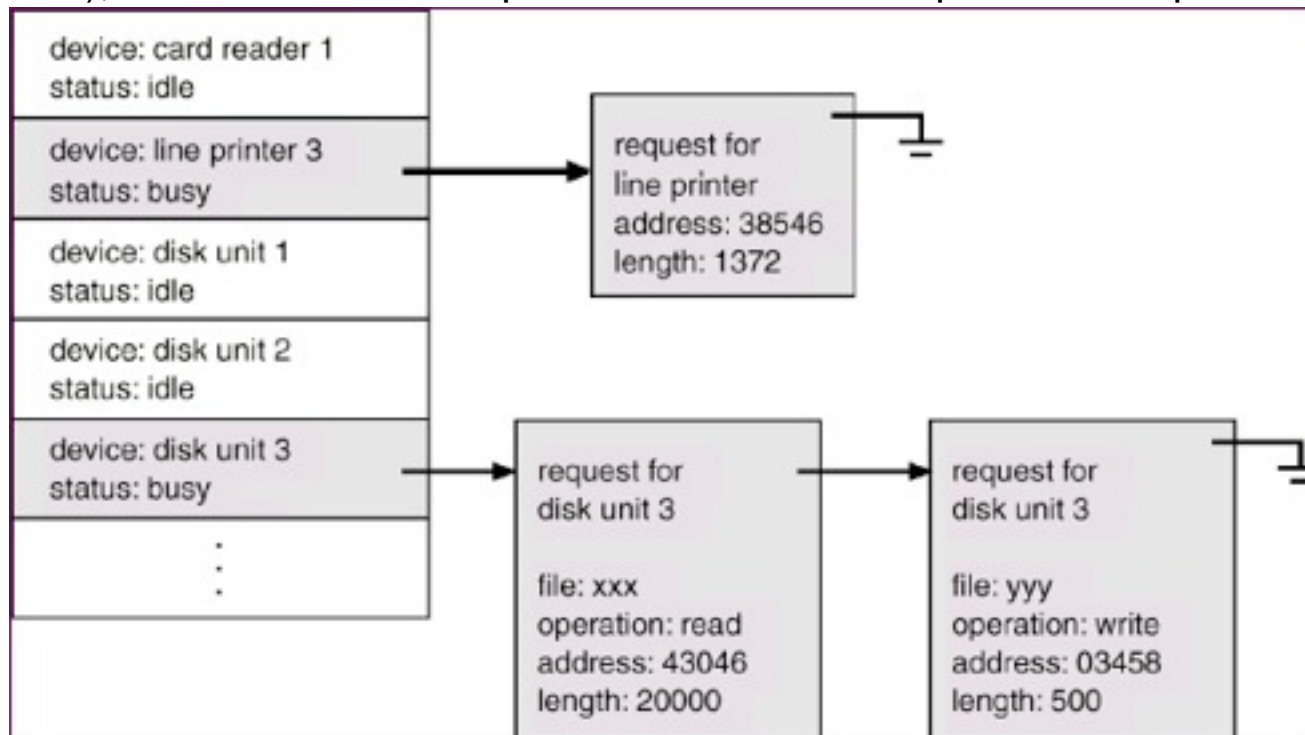 device: card reader 1
status: idle
device: line printer 3
status: busy
device: disk unit 1
status: idle
device: disk unit 2
status: idle
device: disk unit 3
status: busy
request for
line printer
address: 38546
length: 1372
request for
disk unit 3
file: xxx
operation: read
address: 43046
length: 20000
request for
disk unit 3
file: yyy
operation: write
address: 03458
length: 500